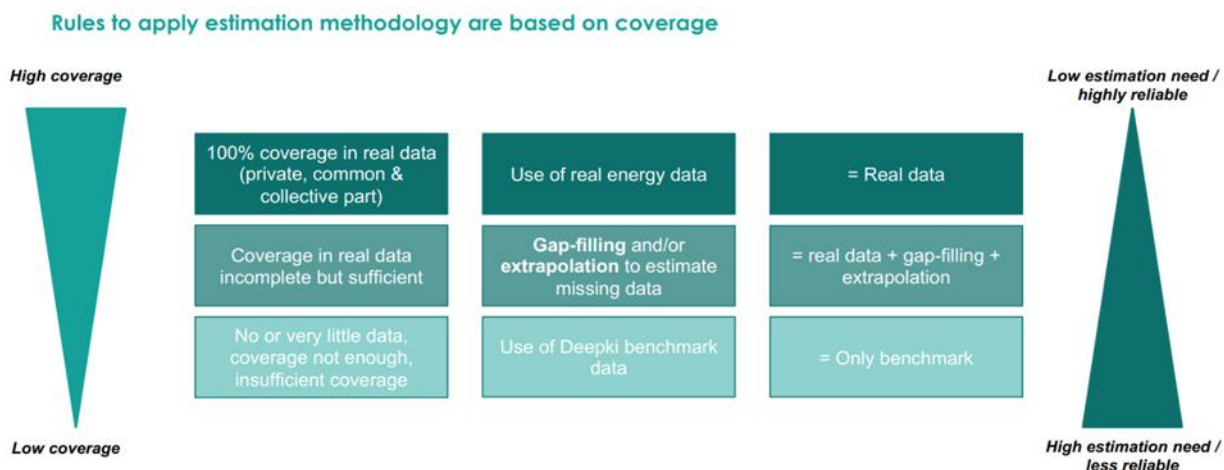 Rules to apply estimation methodology are based on coverage
High coverage
Low estimation need /
highly reliable
100% coverage in real data
(private, common &
collective part)
Use of real energy data
= Real data
Coverage in real data
incomplete but sufficient
Gap-filling and/or
extrapolation to estimate
missing data
= real data + gap-filling +
extrapolation
No or very little data,
coverage not enough,
insufficient coverage
Use of Deepki benchmark
data
= Only benchmark
Low coverage
High estimation need /
less reliable